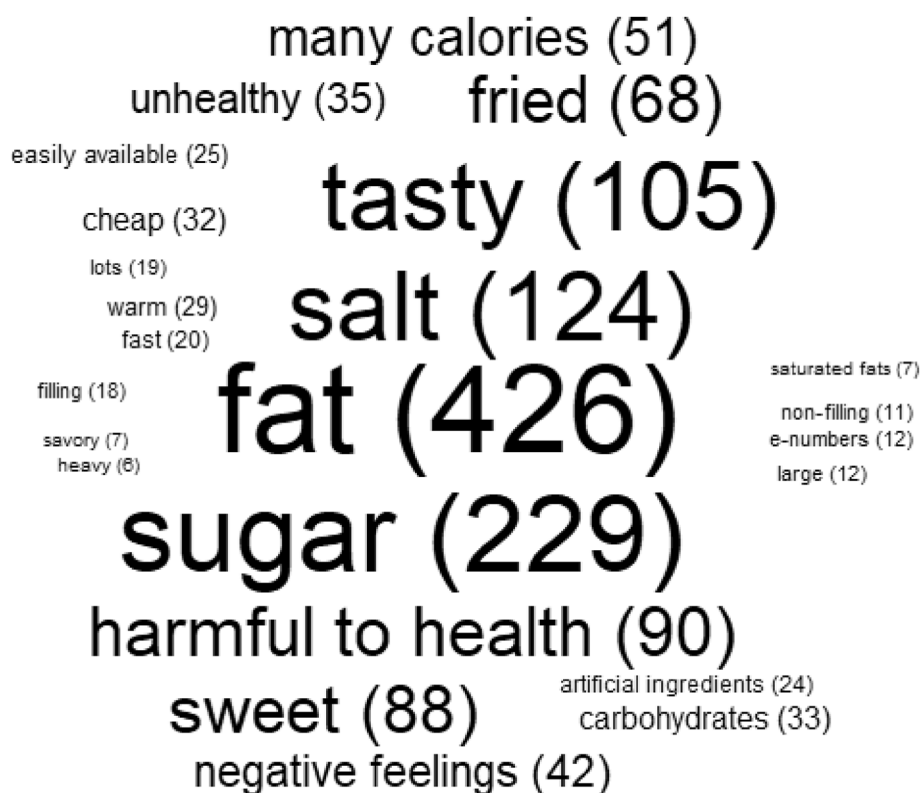 many calories (51)
unhealthy (35)
fried (68)
easily available (25)
tasty (105)
cheap (32)
lots (19)
warm (29)
salt (124)
fast (20)
saturated fats (7)
filling (18)
fat (426)
non-filling (11)
savory (7)
e-numbers (12)
heavy (6)
large (12)
sugar (229)
harmful to health (90)
artificial ingredients (24)
sweet (88)
carbohydrates (33)
negative feelings (42)